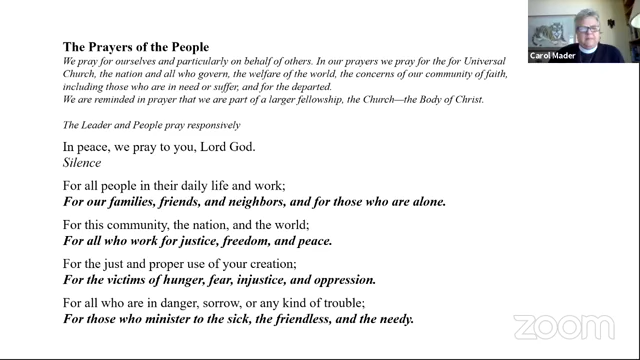 The Prayers of the People
We pray for ourselves and particularly on behalf of others. In our prayers we pray for the for Universal
Church, the nation and all who govern, the welfare of the world, the concerns of our community of faith,
including those who are in need or suffer, and for the departed.
We are reminded in prayer that we are part of a larger fellowship, the Church—the Body of Christ.
The Leader and People pray responsively
In peace, we pray to you, Lord God.
Silence
For all people in their daily life and work;
For our families, friends, and neighbors, and for those who are alone.
For this community, the nation, and the world;
For all who work for justice, freedom, and peace.
For the just and proper use of your creation;
For the victims of hunger, fear, injustice, and oppression.
For all who are in danger, sorrow, or any kind of trouble;
For those who minister to the sick, the friendless, and the needy.
Carol Mader
zoom